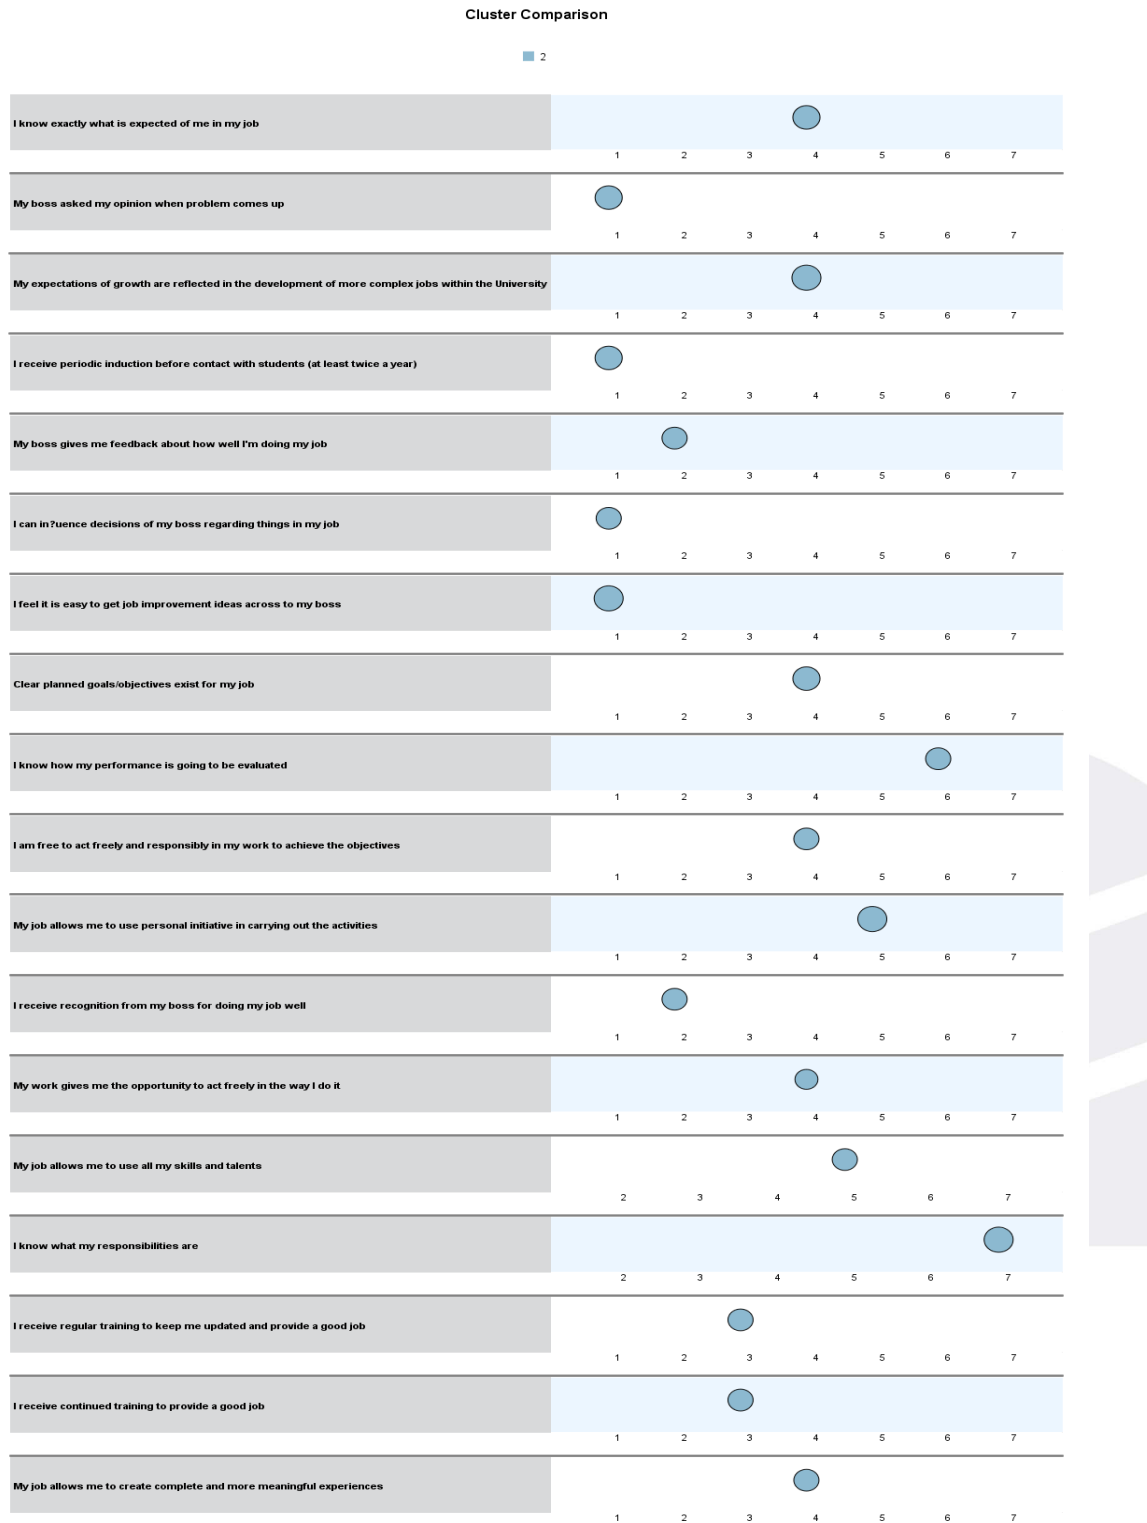 Cluster Comparison
2
I know exactly what is expected of me in my job
1 2 3 4 5 6 7
My boss asked my opinion when problem comes up
1 2 3 4 5 6 7
My expectations of growth are reflected in the development of more complex jobs within the University
1 2 3 4 5 6 7
I receive periodic induction before contact with students (at least twice a year)
1 2 3 4 5 6 7
My boss gives me feedback about how well I'm doing my job
1 2 3 4 5 6 7
I can in?uence decisions of my boss regarding things in my job
1 2 3 4 5 6 7
I feel it is easy to get job improvement ideas across to my boss
1 2 3 4 5 6 7
Clear planned goals/objectives exist for my job
1 2 3 4 5 6 7
I know how my performance is going to be evaluated
1 2 3 4 5 6 7
I am free to act freely and responsibly in my work to achieve the objectives
1 2 3 4 5 6 7
My job allows me to use personal initiative in carrying out the activities
1 2 3 4 5 6 7
I receive recognition from my boss for doing my job well
1 2 3 4 5 6 7
My work gives me the opportunity to act freely in the way I do it
1 2 3 4 5 6 7
My job allows me to use all my skills and talents
2 3 4 5 6 7
I know what my responsibilities are
2 3 4 5 6 7
I receive regular training to keep me updated and provide a good job
1 2 3 4 5 6 7
I receive continued training to provide a good job
1 2 3 4 5 6 7
My job allows me to create complete and more meaningful experiences
1 2 3 4 5 6 7